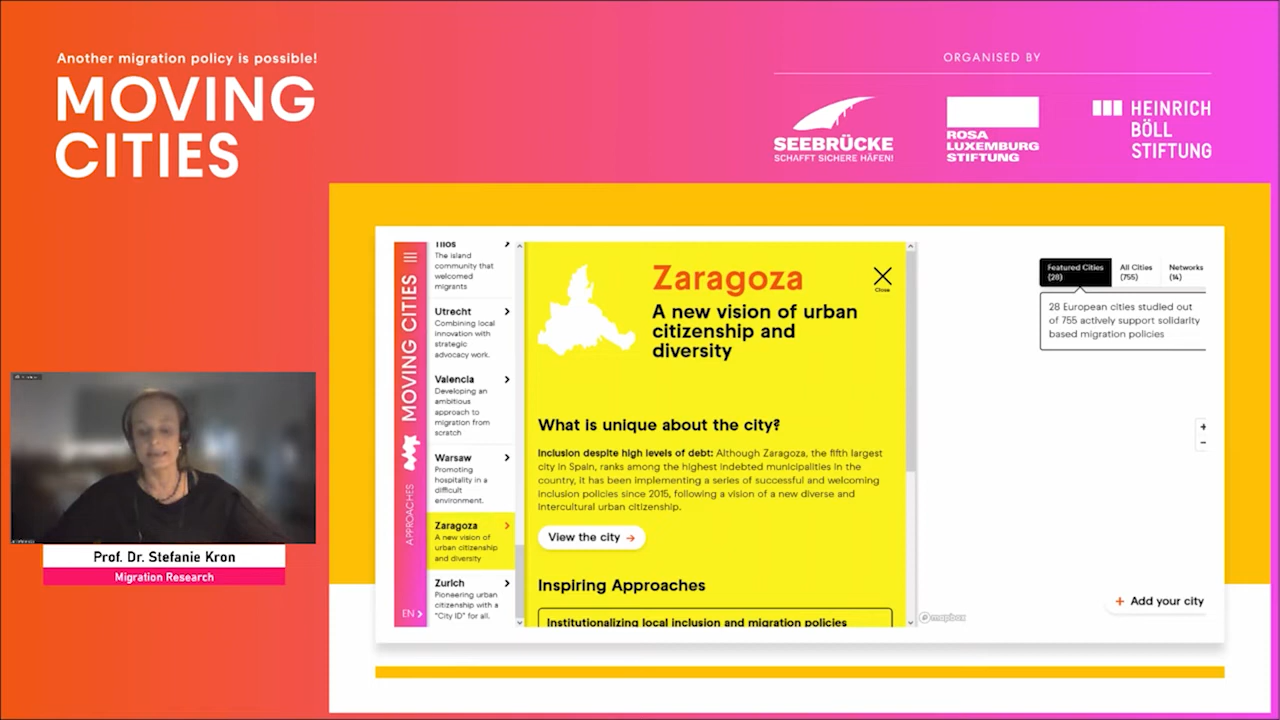 Another migration policy is possible!
MOVING
CITIES
ORGANISED BY
SEEBRÜCKE
SCHAFFT SICHERE HÄFEN!
ROSA
LUXEMBURG
STIFTUNG
HEINRICH
BÖLL
STIFTUNG
Prof. Dr. Stefanie Kron
Migration Research
MOVING CITIES
APPROACHES
EN
The island
community that
welcomed
migrants
Utrecht
Combining local
innovation with
strategic
advocacy work.
Valencia
Developing an
ambitious
approach to
migration from
scratch
Warsaw
Promoting
hospitality in a
difficult
environment.
Zaragoza
A new vision of
urban citizenship
and diversity
Zurich
Pioneering urban
citizenship with a
"City ID" for all.
Zaragoza
Close
A new vision of urban
citizenship and
diversity
What is unique about the city?
Inclusion despite high levels of debt: Although Zaragoza, the fifth largest
city in Spain, ranks among the highest indebted municipalities in the
country, it has been implementing a series of successful and welcoming
inclusion policies since 2015, following a vision of a new diverse and
intercultural urban citizenship.
View the city →
Inspiring Approaches
Institutionalizing local inclusion and migration policies
Featured Cities
(28)
All Cities
(755)
Networks
(14)
28 European cities studied out
of 755 actively support solidarity
based migration policies
+
−
+ Add your city
mapbox